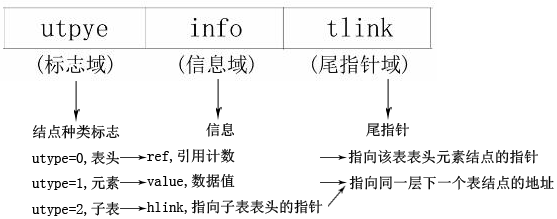 utpye info tlink
(标志域) (信息域) (尾指针域)
结点种类标志 信息 尾指针
utype=0,表头 ref,引用计数 指向该表表头元素结点的指针
utype=1,元素 value,数据值 指向同一层下一个表结点的地址
utype=2,子表 hlink,指向子表表头的指针